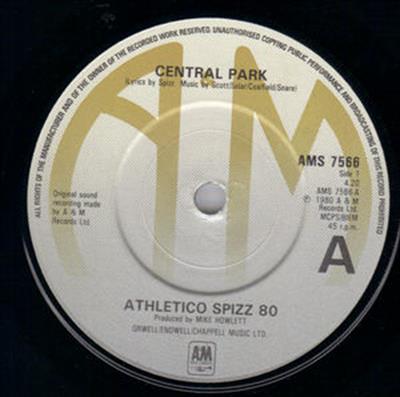 ALL RIGHTS OF THE MANUFACTURER AND OF THE OWNER OF THE RECORDED WORK RESERVED. UNAUTHORISED COPYING PUBLIC PERFORMANCE AND BROADCASTING OF THIS RECORD PROHIBITED
CENTRAL PARK
(Lyrics by Spizz. Music by Scott/Solar/Coalfield/Snare)
AMS 7566
Side 1
4.20
AMS 7566 A
℗ 1980 A & M
Records Ltd.
MCPS/BIEM
45 r.p.m.
Original sound
recording made
by A & M
Records Ltd.
A
ATHLETICO SPIZZ 80
Produced by MIKE HOWLETT
ORWELL/ENDWELL/CHAPPELL MUSIC LTD.
A&M